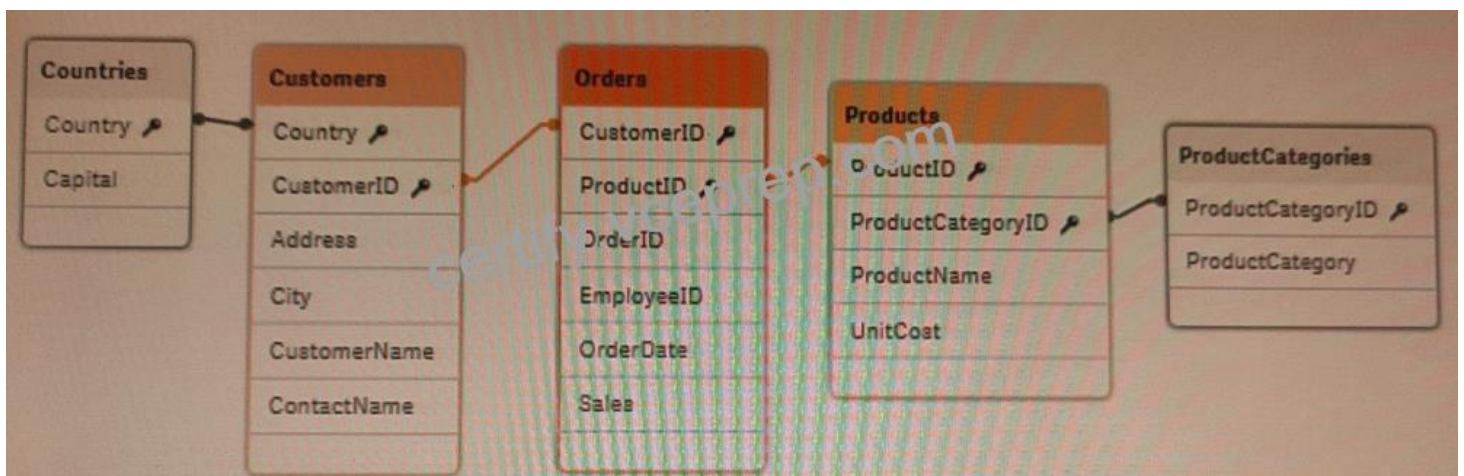 Countries
Country
Capital
Customers
Country
CustomerID
Address
City
CustomerName
ContactName
Orders
CustomerID
ProductID
OrderID
EmployeeID
OrderDate
Sales
Products
ProductID
ProductCategoryID
ProductName
UnitCost
ProductCategories
ProductCategoryID
ProductCategory